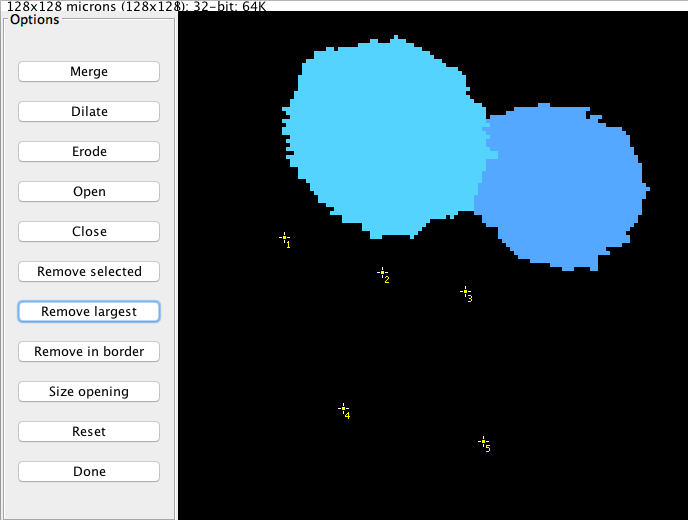 128x128 microns (128x128); 32-bit; 64K
Options
Merge
Dilate
Erode
Open
Close
Remove selected
Remove largest
Remove in border
Size opening
Reset
Done
1
2
3
4
5